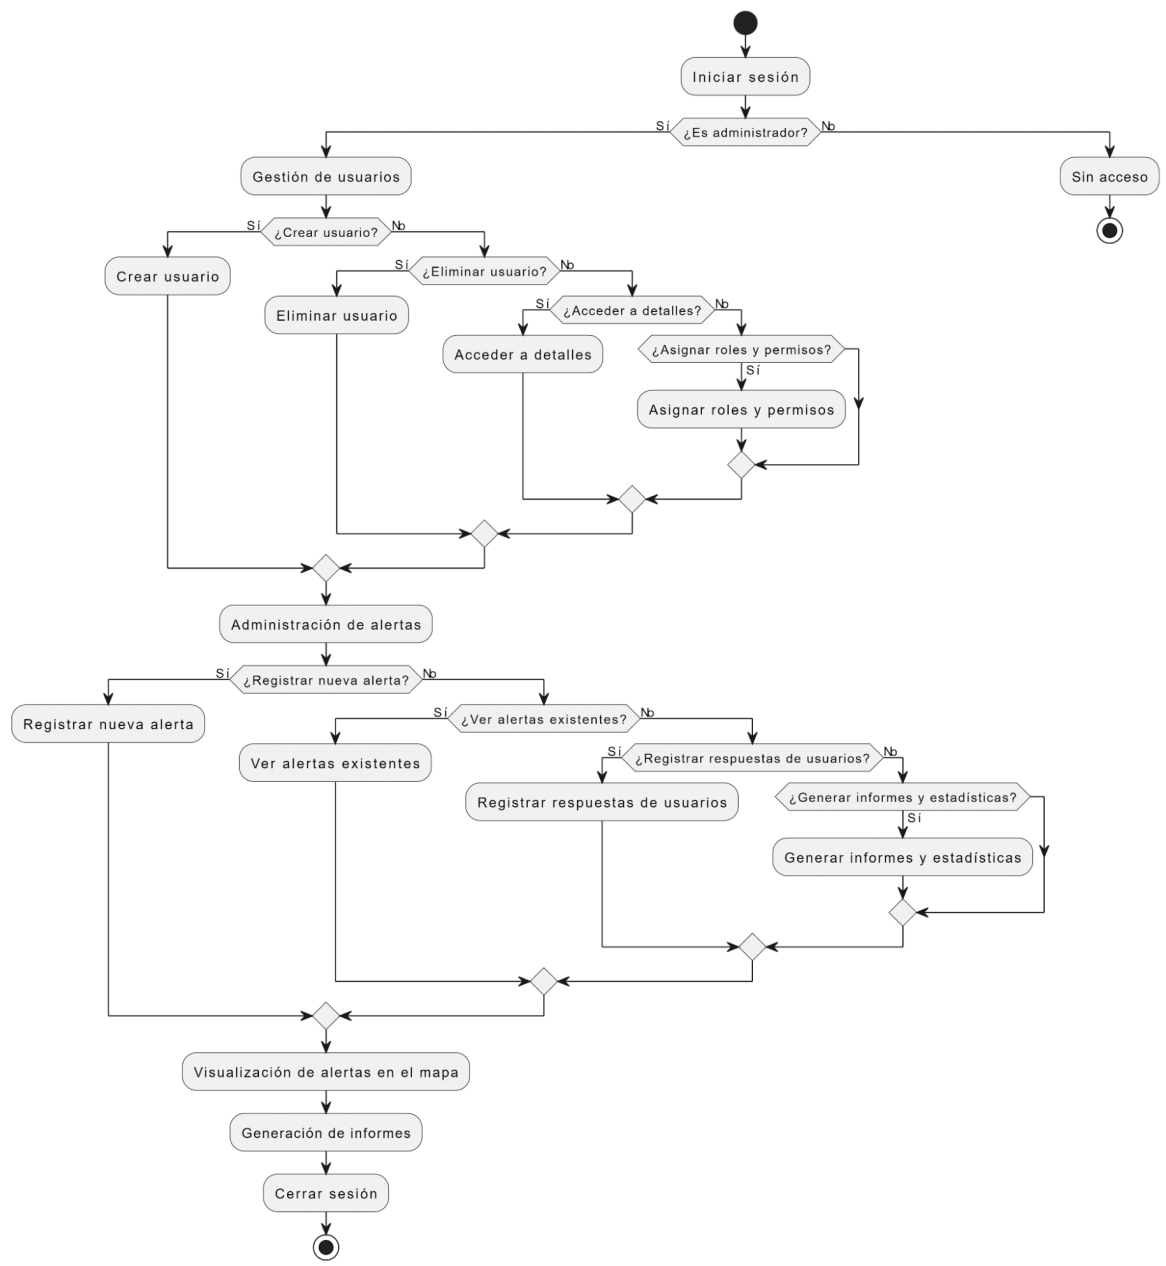 Iniciar sesión
Sí
¿Es administrador?
No
Gestión de usuarios
Sin acceso
Sí
¿Crear usuario?
No
Crear usuario
Sí
¿Eliminar usuario?
No
Eliminar usuario
Sí
¿Acceder a detalles?
No
Acceder a detalles
¿Asignar roles y permisos?
Sí
Asignar roles y permisos
Administración de alertas
Sí
¿Registrar nueva alerta?
No
Registrar nueva alerta
Sí
¿Ver alertas existentes?
No
Ver alertas existentes
Sí
¿Registrar respuestas de usuarios?
No
Registrar respuestas de usuarios
¿Generar informes y estadísticas?
Sí
Generar informes y estadísticas
Visualización de alertas en el mapa
Generación de informes
Cerrar sesión